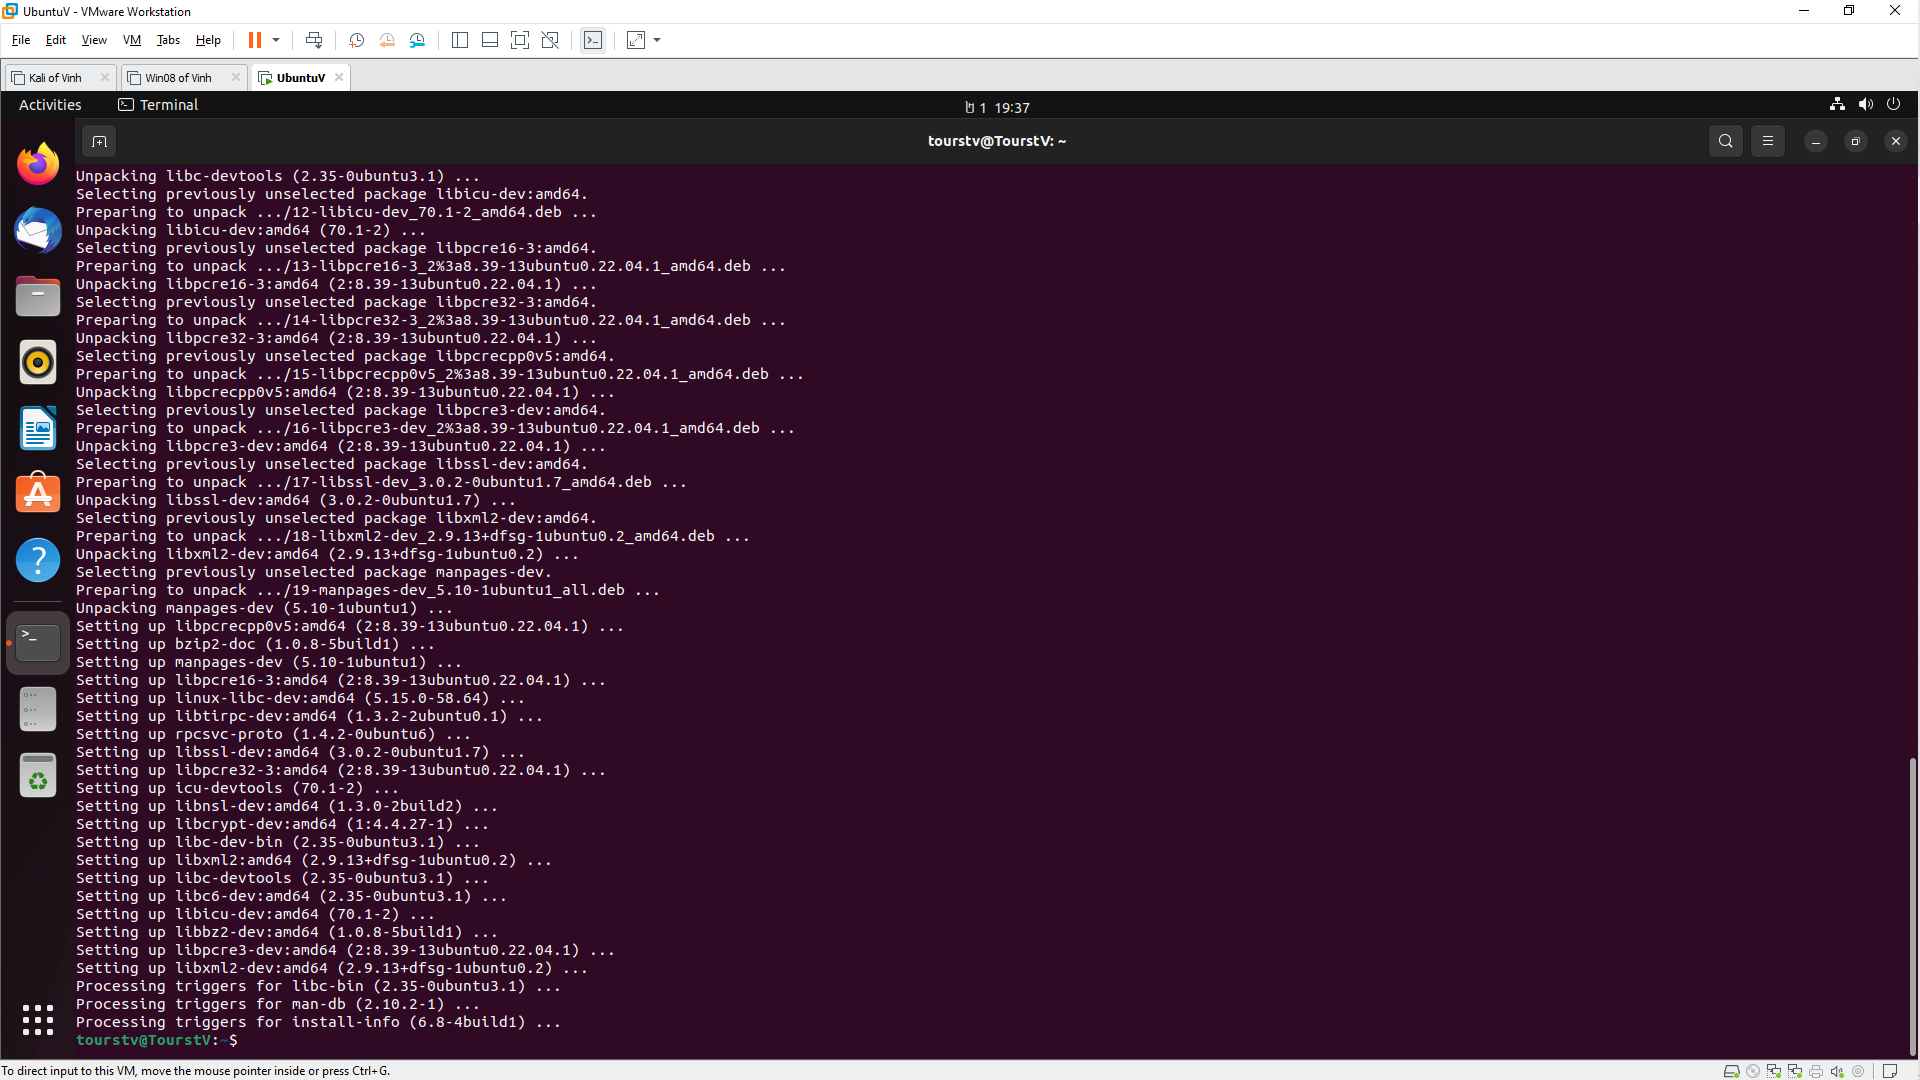 UbuntuV - VMware Workstation
File Edit View VM Tabs Help
Kali of Vinh Win08 of Vinh UbuntuV
Activities Terminal 1 19:37
tourstv@TourstV: ~
Unpacking libc-devtools (2.35-0ubuntu3.1) ...
Selecting previously unselected package libicu-dev:amd64.
Preparing to unpack .../12-libicu-dev_70.1-2_amd64.deb ...
Unpacking libicu-dev:amd64 (70.1-2) ...
Selecting previously unselected package libpcre16-3:amd64.
Preparing to unpack .../13-libpcre16-3_2%3a8.39-13ubuntu0.22.04.1_amd64.deb ...
Unpacking libpcre16-3:amd64 (2:8.39-13ubuntu0.22.04.1) ...
Selecting previously unselected package libpcre32-3:amd64.
Preparing to unpack .../14-libpcre32-3_2%3a8.39-13ubuntu0.22.04.1_amd64.deb ...
Unpacking libpcre32-3:amd64 (2:8.39-13ubuntu0.22.04.1) ...
Selecting previously unselected package libpcrecpp0v5:amd64.
Preparing to unpack .../15-libpcrecpp0v5_2%3a8.39-13ubuntu0.22.04.1_amd64.deb ...
Unpacking libpcrecpp0v5:amd64 (2:8.39-13ubuntu0.22.04.1) ...
Selecting previously unselected package libpcre3-dev:amd64.
Preparing to unpack .../16-libpcre3-dev_2%3a8.39-13ubuntu0.22.04.1_amd64.deb ...
Unpacking libpcre3-dev:amd64 (2:8.39-13ubuntu0.22.04.1) ...
Selecting previously unselected package libssl-dev:amd64.
Preparing to unpack .../17-libssl-dev_3.0.2-0ubuntu1.7_amd64.deb ...
Unpacking libssl-dev:amd64 (3.0.2-0ubuntu1.7) ...
Selecting previously unselected package libxml2-dev:amd64.
Preparing to unpack .../18-libxml2-dev_2.9.13+dfsg-1ubuntu0.2_amd64.deb ...
Unpacking libxml2-dev:amd64 (2.9.13+dfsg-1ubuntu0.2) ...
Selecting previously unselected package manpages-dev.
Preparing to unpack .../19-manpages-dev_5.10-1ubuntu1_all.deb ...
Unpacking manpages-dev (5.10-1ubuntu1) ...
Setting up libpcrecpp0v5:amd64 (2:8.39-13ubuntu0.22.04.1) ...
Setting up bzip2-doc (1.0.8-5build1) ...
Setting up manpages-dev (5.10-1ubuntu1) ...
Setting up libpcre16-3:amd64 (2:8.39-13ubuntu0.22.04.1) ...
Setting up linux-libc-dev:amd64 (5.15.0-58.64) ...
Setting up libtirpc-dev:amd64 (1.3.2-2ubuntu0.1) ...
Setting up rpcsvc-proto (1.4.2-0ubuntu6) ...
Setting up libssl-dev:amd64 (3.0.2-0ubuntu1.7) ...
Setting up libpcre32-3:amd64 (2:8.39-13ubuntu0.22.04.1) ...
Setting up icu-devtools (70.1-2) ...
Setting up libnsl-dev:amd64 (1.3.0-2build2) ...
Setting up libcrypt-dev:amd64 (1:4.4.27-1) ...
Setting up libc-dev-bin (2.35-0ubuntu3.1) ...
Setting up libxml2:amd64 (2.9.13+dfsg-1ubuntu0.2) ...
Setting up libc-devtools (2.35-0ubuntu3.1) ...
Setting up libc6-dev:amd64 (2.35-0ubuntu3.1) ...
Setting up libicu-dev:amd64 (70.1-2) ...
Setting up libbz2-dev:amd64 (1.0.8-5build1) ...
Setting up libpcre3-dev:amd64 (2:8.39-13ubuntu0.22.04.1) ...
Setting up libxml2-dev:amd64 (2.9.13+dfsg-1ubuntu0.2) ...
Processing triggers for libc-bin (2.35-0ubuntu3.1) ...
Processing triggers for man-db (2.10.2-1) ...
Processing triggers for install-info (6.8-4build1) ...
tourstv@TourstV:~$
To direct input to this VM, move the mouse pointer inside or press Ctrl+G.